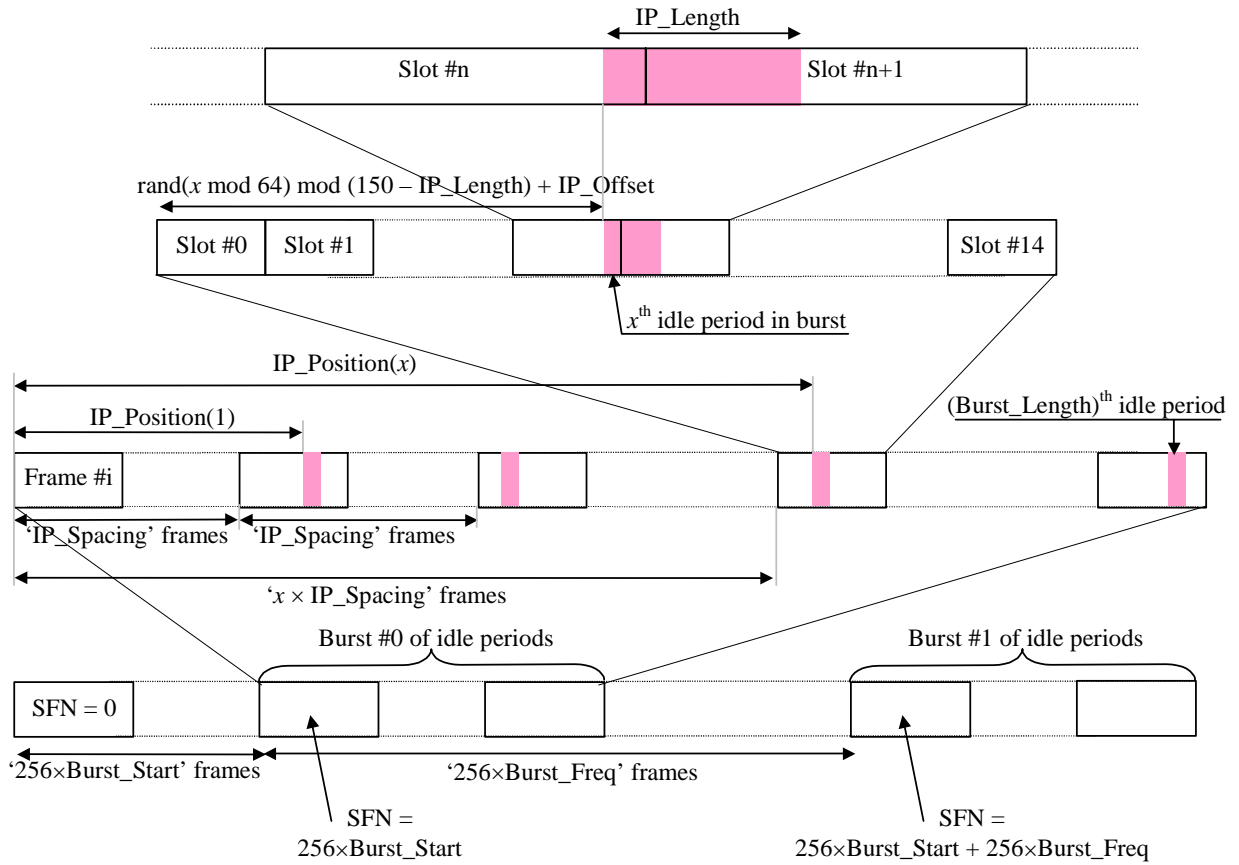 IP_Length
Slot #n
Slot #n+1
rand(x mod 64) mod (150 – IP_Length) + IP_Offset
Slot #0
Slot #1
Slot #14
xth idle period in burst
IP_Position(x)
(Burst_Length)th idle period
IP_Position(1)
Frame #i
‘IP_Spacing’ frames
‘IP_Spacing’ frames
‘x × IP_Spacing’ frames
Burst #0 of idle periods
Burst #1 of idle periods
SFN = 0
‘256×Burst_Start’ frames
‘256×Burst_Freq’ frames
SFN =
256×Burst_Start
SFN =
256×Burst_Start + 256×Burst_Freq